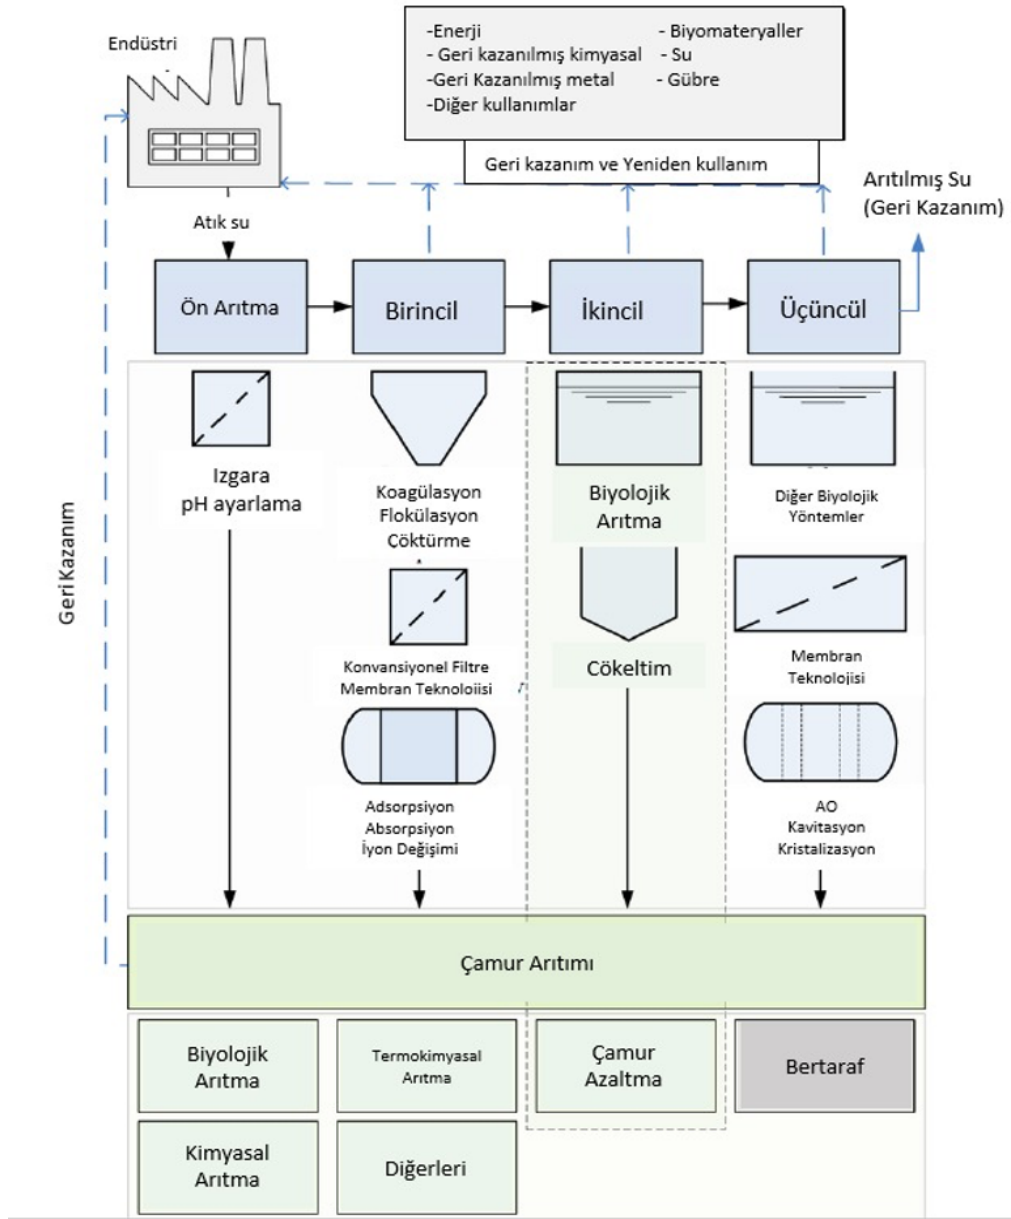 Endüstri
-Enerji
- Geri kazanılmış kimyasal
-Geri Kazanılmış metal
-Diğer kullanımlar
- Biyomateryaller
- Su
- Gübre
Geri kazanım ve Yeniden kullanım
Arıtılmış Su
(Geri Kazanım)
Atık su
Ön Arıtma
Birincil
İkincil
Üçüncül
Izgara
pH ayarlama
Koagülasyon
Flokülasyon
Çöktürme
Konvansiyonel Filtre
Membran Teknolojisi
Adsorpsiyon
Absorpsiyon
İyon Değişimi
Biyolojik
Arıtma
Cökeltim
Diğer Biyolojik
Yöntemler
Membran
Teknolojisi
AO
Kavitasyon
Kristalizasyon
Geri Kazanım
Çamur Arıtımı
Biyolojik
Arıtma
Termokimyasal
Arıtma
Çamur
Azaltma
Bertaraf
Kimyasal
Arıtma
Diğerleri